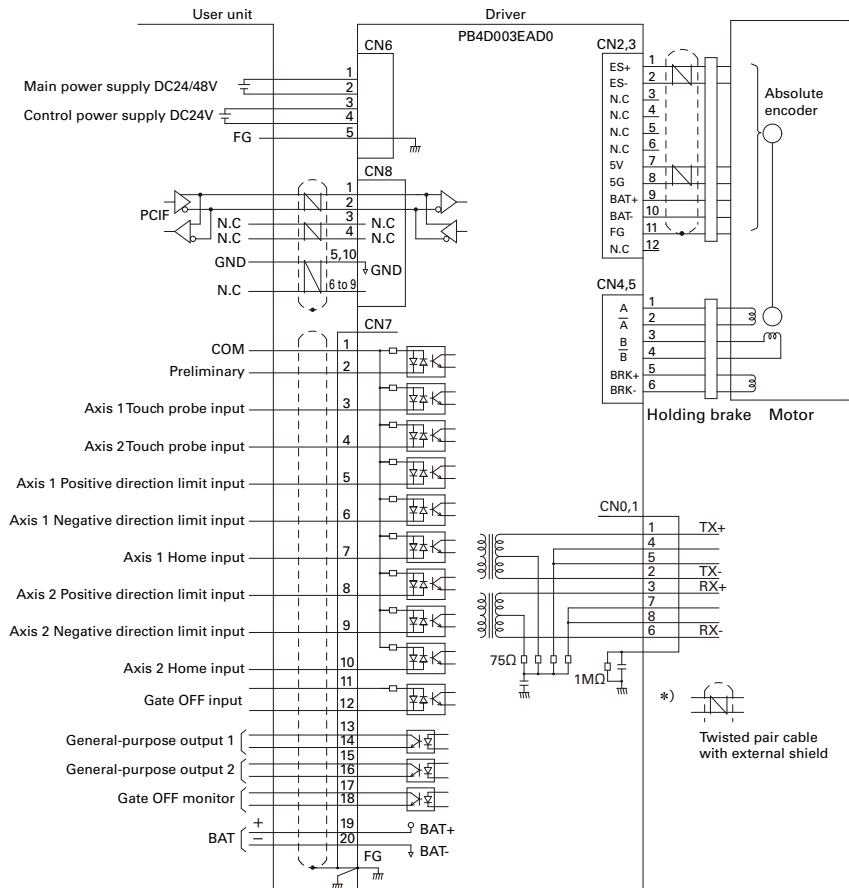 User unit
Driver
PB4D003EAD0
CN6
1
Main power supply DC24/48V
2
3
Control power supply DC24V
4
FG
5
CN8
1
PCIF
2
N.C
3
N.C
N.C
4
N.C
GND
5,10
GND
N.C
6 to 9
CN7
COM
1
Preliminary
2
Axis 1 Touch probe input
3
Axis 2 Touch probe input
4
Axis 1 Positive direction limit input
5
Axis 1 Negative direction limit input
6
Axis 1 Home input
7
Axis 2 Positive direction limit input
8
Axis 2 Negative direction limit input
9
Axis 2 Home input
10
11
Gate OFF input
12
13
General-purpose output 1
14
15
General-purpose output 2
16
17
Gate OFF monitor
18
+
19
BAT+
BAT
−
20
BAT-
FG
CN2,3
ES+ 1
ES- 2
N.C 3
N.C 4
N.C 5
N.C 6
5V 7
5G 8
BAT+ 9
BAT- 10
FG 11
N.C 12
Absolute
encoder
CN4,5
A 1
A̅ 2
B 3
B̅ 4
BRK+ 5
BRK- 6
Holding brake
Motor
CN0,1
1 TX+
4
5
2 TX-
3 RX+
7
8
6 RX-
75Ω
1MΩ
*)
Twisted pair cable
with external shield